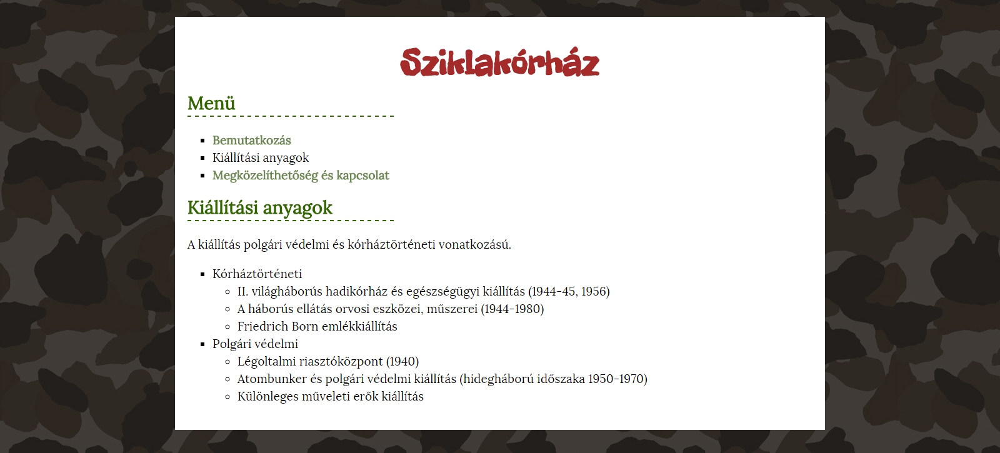 Sziklakórház
Menü
Bemutatkozás
Kiállítási anyagok
Megközelíthetőség és kapcsolat
Kiállítási anyagok
A kiállítás polgári védelmi és kórháztörténeti vonatkozású.
Kórháztörténeti
II. világháborús hadikórház és egészségügyi kiállítás (1944-45, 1956)
A háborús ellátás orvosi eszközei, műszerei (1944-1980)
Friedrich Born emlékkiállítás
Polgári védelmi
Légoltalmi riasztóközpont (1940)
Atombunker és polgári védelmi kiállítás (hidegháború időszaka 1950-1970)
Különleges műveleti erők kiállítás